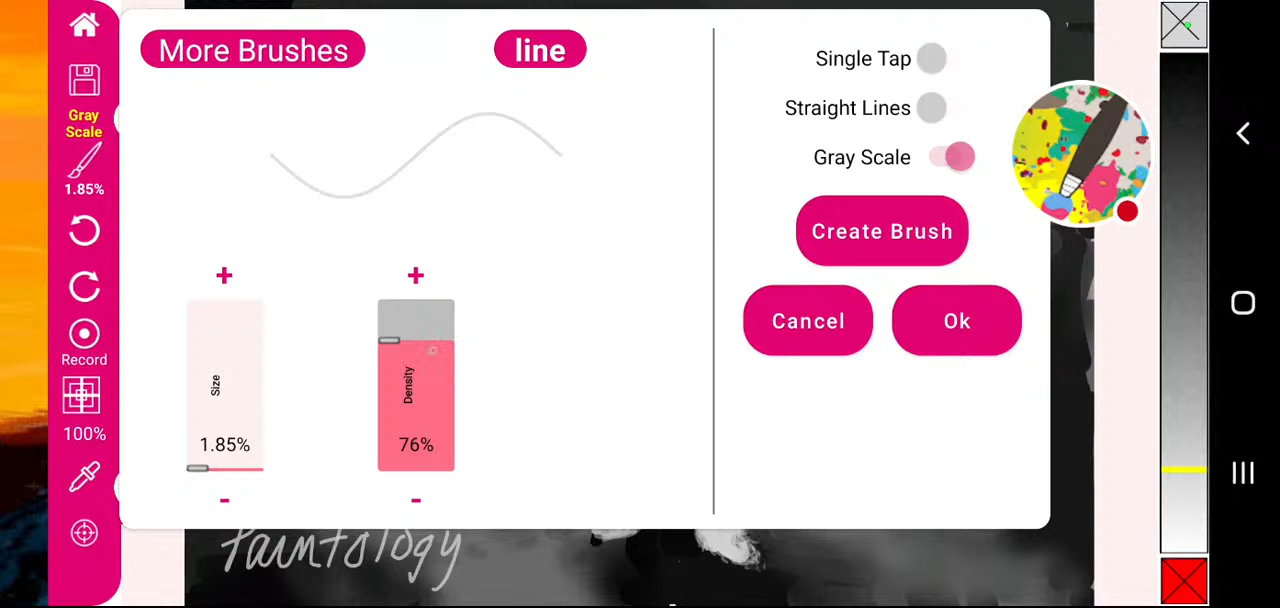 More Brushes
line
Single Tap
Straight Lines
Gray Scale
Create Brush
Cancel
Ok
+
+
Size
Density
1.85%
76%
-
-
Gray
Scale
1.85%
Record
100%
Paintology